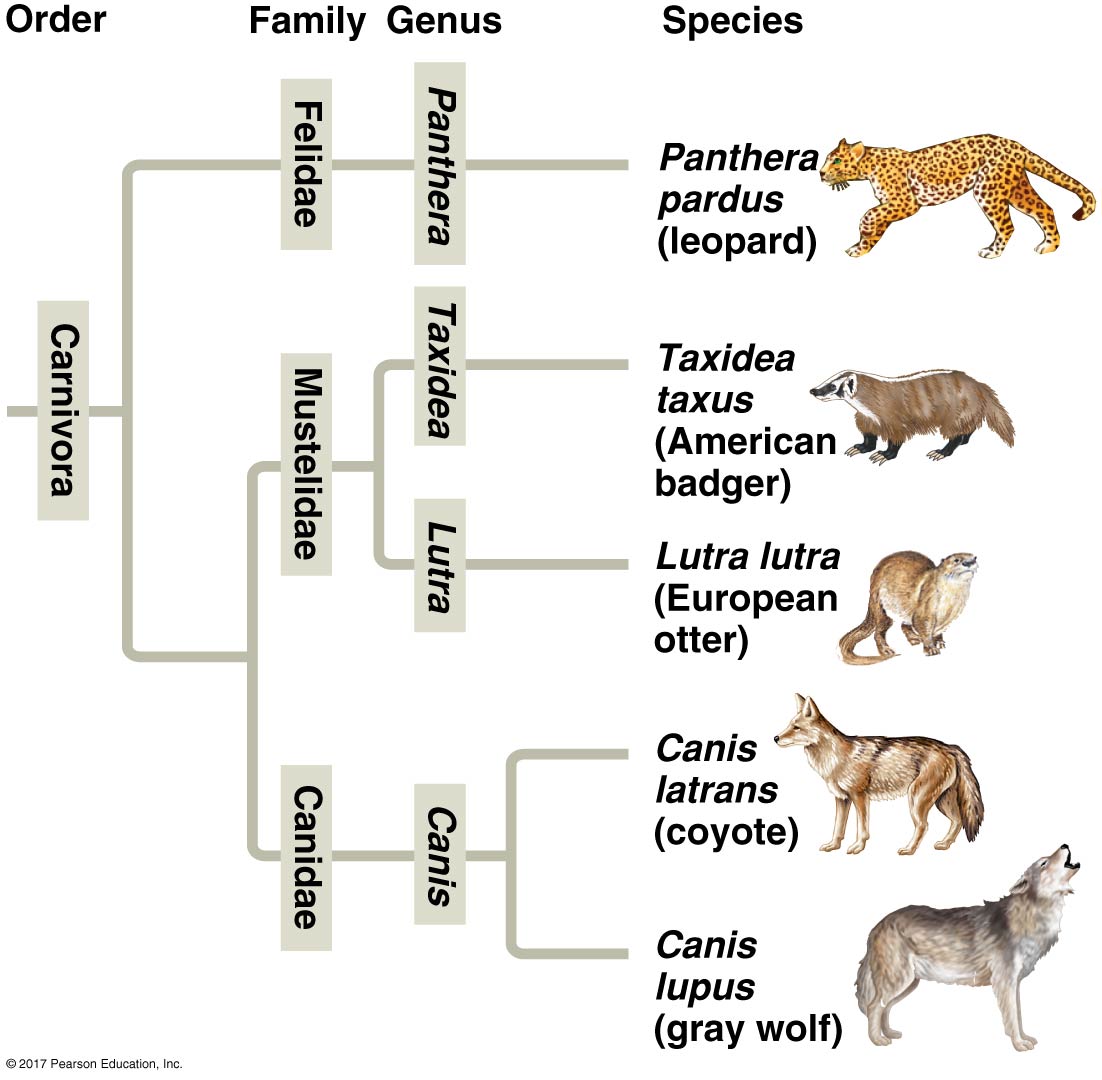 Order Family Genus Species
Carnivora
Felidae
Panthera
Panthera
pardus
(leopard)
Mustelidae
Taxidea
Taxidea
taxus
(American
badger)
Lutra
Lutra lutra
(European
otter)
Canidae
Canis
Canis
latrans
(coyote)
Canis
lupus
(gray wolf)
© 2017 Pearson Education, Inc.